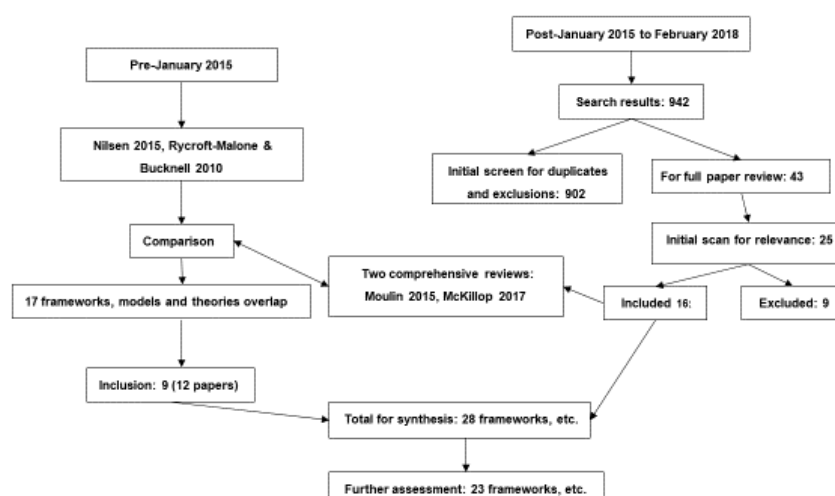 Post-January 2015 to February 2018
Pre-January 2015
Search results: 942
Nilsen 2015, Rycroft-Malone &
Bucknell 2010
Initial screen for duplicates
and exclusions: 902
For full paper review: 43
Comparison
Initial scan for relevance: 25
Two comprehensive reviews:
Moulin 2015, McKillop 2017
17 frameworks, models and theories overlap
Included 16:
Excluded: 9
Inclusion: 9 (12 papers)
Total for synthesis: 28 frameworks, etc.
Further assessment: 23 frameworks, etc.